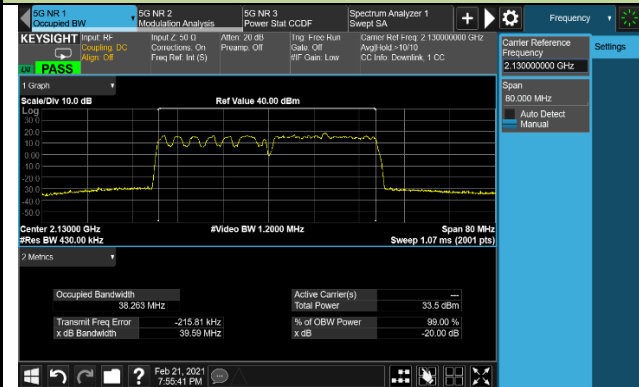 5G NR 1
Occupied BW
5G NR 2
Modulation Analysis
5G NR 3
Power Stat CCDF
Spectrum Analyzer 1
Swept SA
Frequency
KEYSIGHT
Input: RF
Coupling: DC
Align: Off
Input Z: 50 Ω
Corrections: On
Freq Ref: Int (S)
Atten: 20 dB
Preamp: Off
Trig: Free Run
Gate: Off
#IF Gain: Low
Carrier Ref Freq: 2.130000000 GHz
Avg|Hold:>10/10
CC Info: Downlink, 1 CC
LXI PASS
Carrier Reference
Frequency
2.130000000 GHz
Settings
Span
80.000 MHz
Auto Detect
Manual
1 Graph
Scale/Div 10.0 dB
Ref Value 40.00 dBm
Log
30.0
20.0
10.0
0.00
-10.0
-20.0
-30.0
-40.0
-50.0
Center 2.13000 GHz
#Res BW 430.00 kHz
#Video BW 1.2000 MHz
Span 80 MHz
Sweep 1.07 ms (2001 pts)
2 Metrics
Occupied Bandwidth
38.263 MHz
Active Carrier(s) ---
Total Power 33.5 dBm
Transmit Freq Error -215.81 kHz
x dB Bandwidth 39.59 MHz
% of OBW Power 99.00 %
x dB -20.00 dB
?
Feb 21, 2021
7:55:41 PM